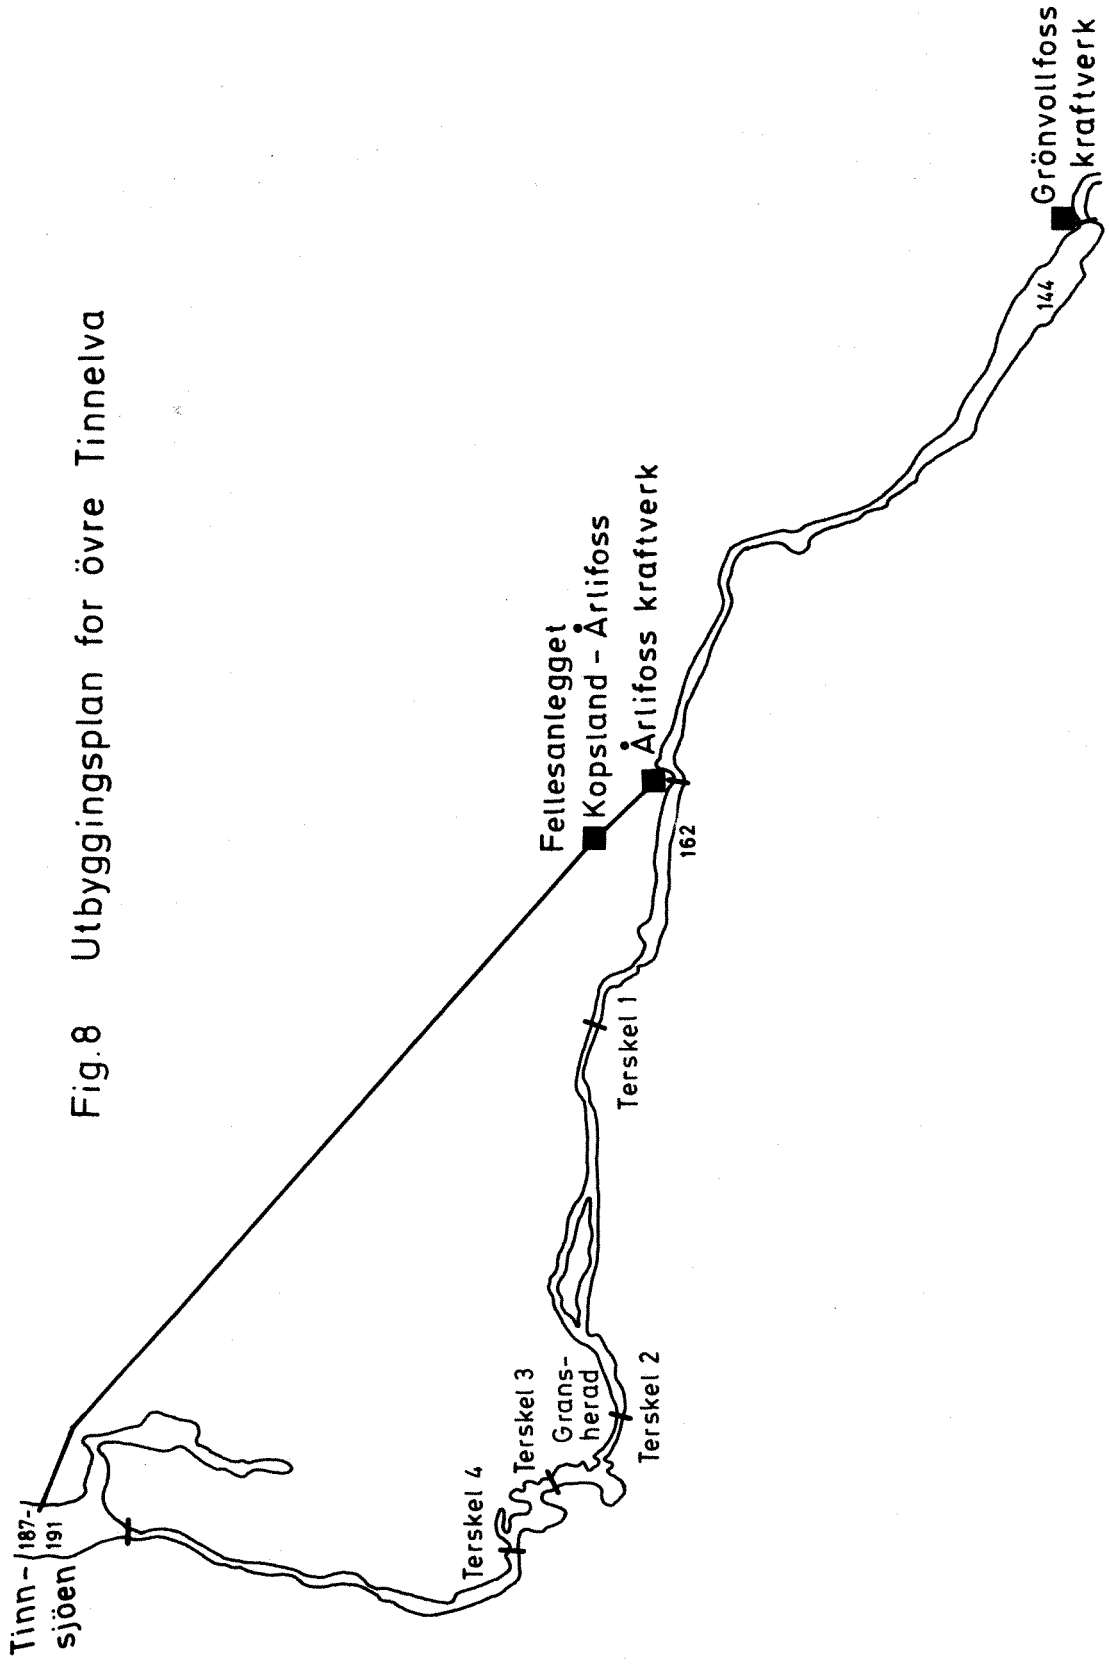 Fig.8 Utbyggingsplan for övre Tinnelva
Tinn-
sjöen
187-
191
Terskel 4
Terskel 3
Grans-
herad
Terskel 2
Terskel 1
Fellesanlegget
Kopsland - Årlifoss
Årlifoss kraftverk
162
144
Grönvollfoss
kraftverk